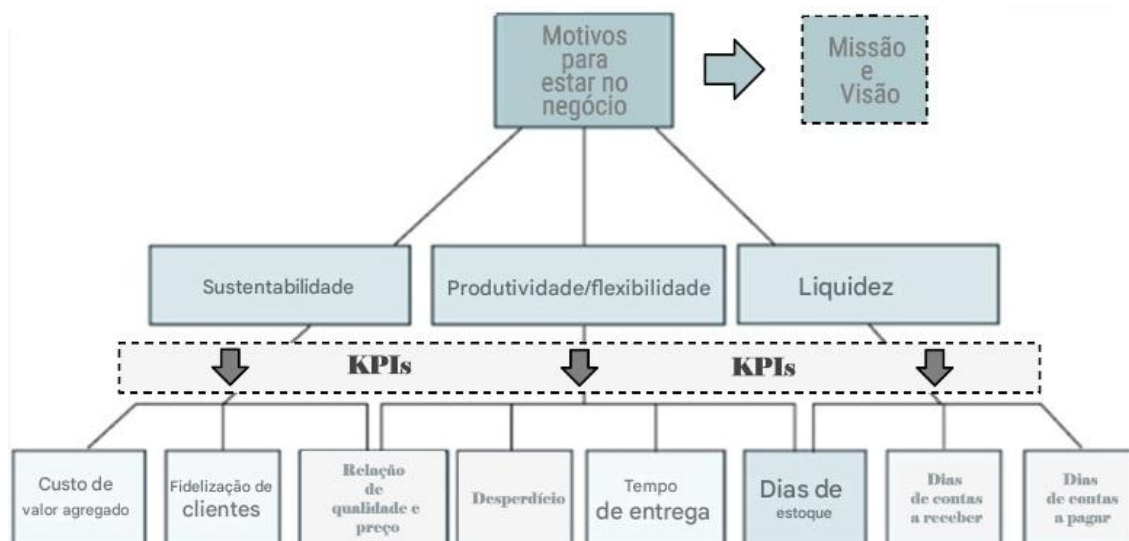 Motivos
para
estar no
negócio
Missão
e
Visão
Sustentabilidade
Produtividade/flexibilidade
Liquidez
KPIs
KPIs
Custo de
valor agregado
Fidelização de
clientes
Relação
de
qualidade e
preço
Desperdício
Tempo
de entrega
Dias de
estoque
Dias
de contas
a receber
Dias
de contas
a pagar